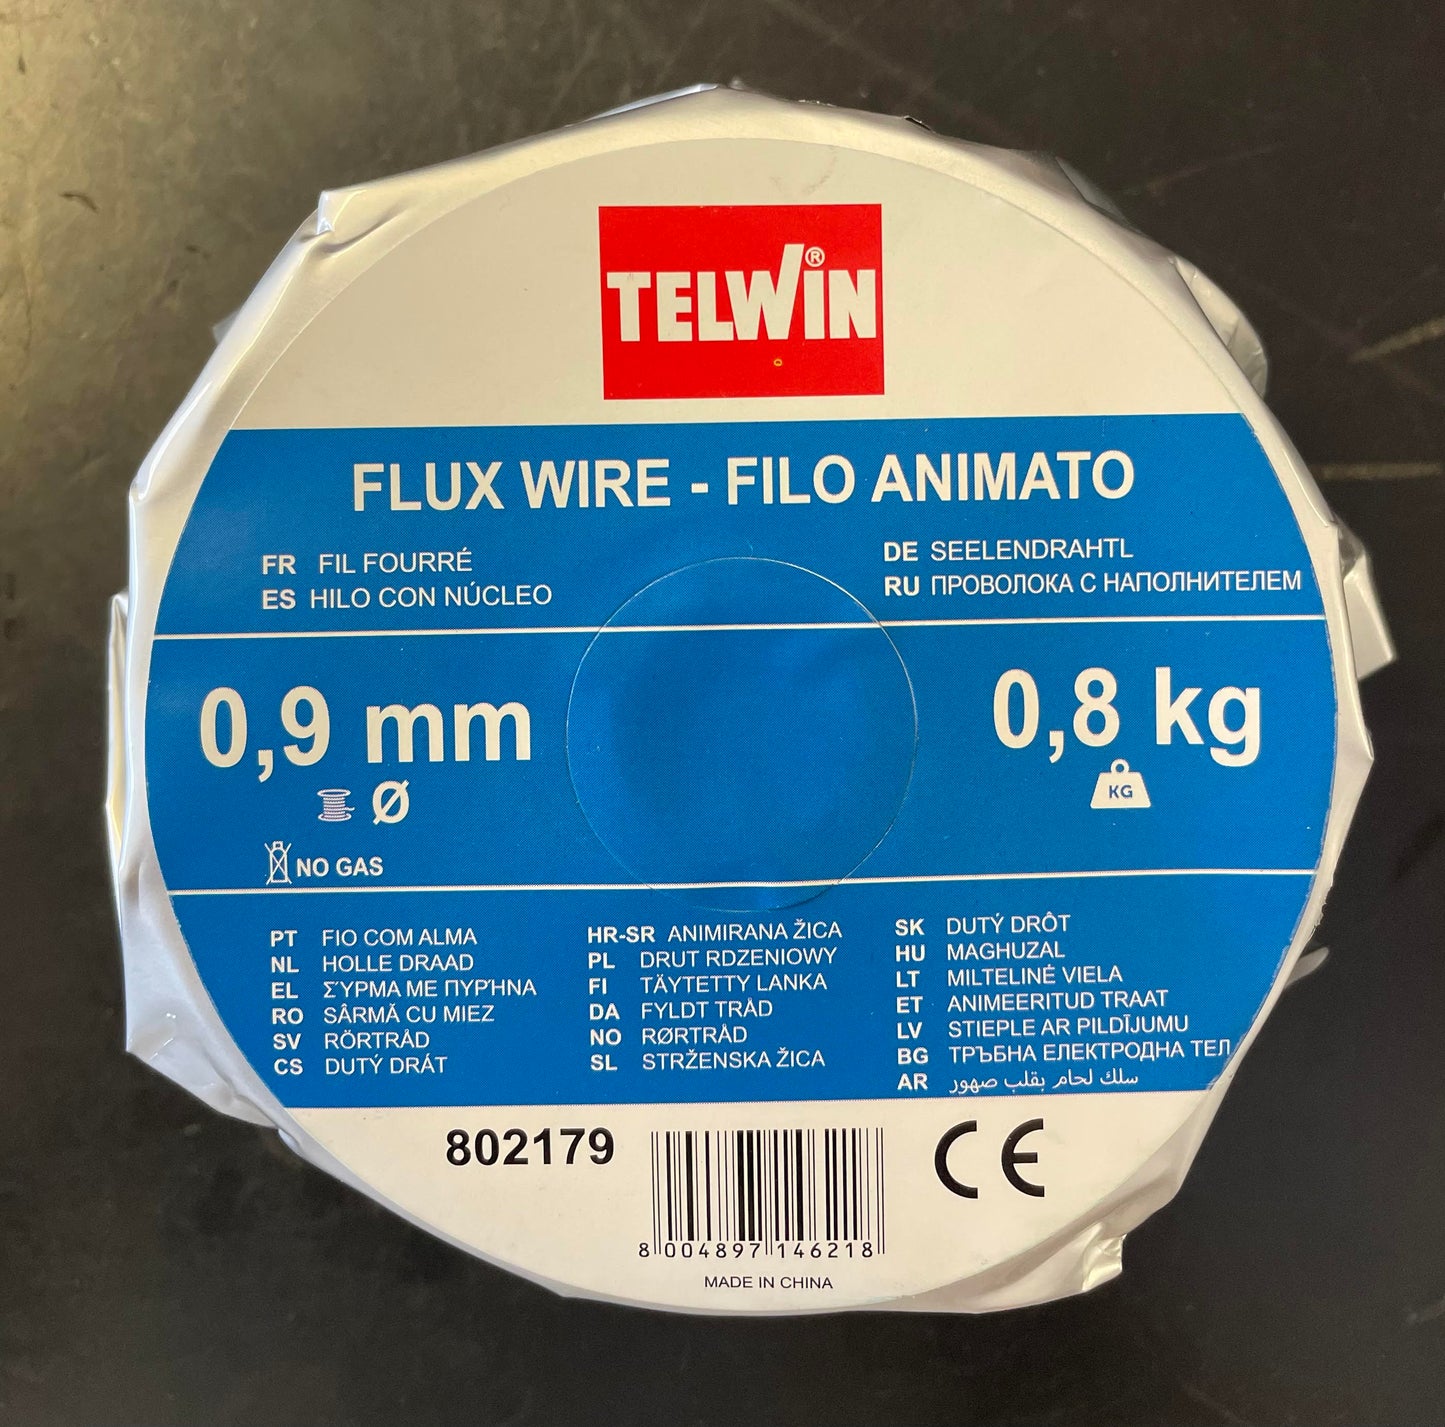 TELWIN®
FLUX WIRE - FILO ANIMATO
FR FIL FOURRÉ
ES HILO CON NÚCLEO
DE SEELENDRAHTL
RU ПРОВОЛОКА С НАПОЛНИТЕЛЕМ
0,9 mm
Ø
NO GAS
0,8 kg
KG
PT FIO COM ALMA
NL HOLLE DRAAD
EL ΣΎΡΜΑ ΜΕ ΠΥΡΉΝΑ
RO SÂRMĂ CU MIEZ
SV RÖRTRÅD
CS DUTÝ DRÁT
HR-SR ANIMIRANA ŽICA
PL DRUT RDZENIOWY
FI TÄYTETTY LANKA
DA FYLDT TRÅD
NO RØRTRÅD
SL STRŽENSKA ŽICA
SK DUTÝ DRÔT
HU MAGHUZAL
LT MILTELINĖ VIELA
ET ANIMEERITUD TRAAT
LV STIEPLE AR PILDĪJUMU
BG ТРЪБНА ЕЛЕКТРОДНА ТЕЛ
AR سلك لحام بقلب صهور
802179
CE
8 004897 146218
MADE IN CHINA